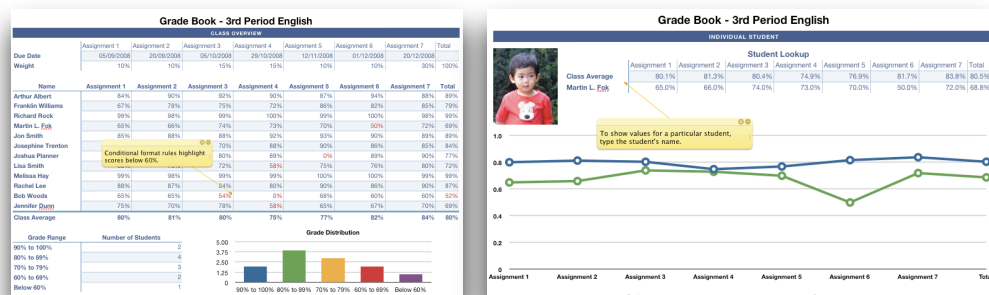 Grade Book - 3rd Period English
CLASS OVERVIEW
Assignment 1 Assignment 2 Assignment 3 Assignment 4 Assignment 5 Assignment 6 Assignment 7 Total
Due Date 05/09/2008 20/09/2008 05/10/2008 29/10/2008 12/11/2008 01/12/2008 20/12/2008
Weight 10% 10% 15% 15% 10% 10% 30% 100%
Name Assignment 1 Assignment 2 Assignment 3 Assignment 4 Assignment 5 Assignment 6 Assignment 7 Total
Arthur Albert 84% 90% 92% 90% 87% 94% 88% 89%
Franklin Williams 67% 78% 75% 72% 86% 82% 85% 79%
Richard Rock 99% 98% 99% 100% 99% 98% 99% 99%
Martin L. Fok 65% 66% 74% 73% 70% 50% 72% 69%
Jon Smith 85% 88% 88% 92% 93% 90% 89% 89%
Josephine Trenton 70% 88% 90% 86% 85% 84%
Joshua Planner 80% 89% 0% 89% 90% 77%
Lisa Smith 72% 58% 75% 76% 80% 72%
Melissa Hay 99% 98% 99% 99% 100% 99% 99% 99%
Rachel Lee 88% 87% 84% 80% 90% 86% 90% 87%
Bob Woods 65% 65% 54% 0% 68% 60% 60% 52%
Jennifer Dunn 75% 70% 78% 58% 65% 67% 70% 69%
Class Average 80% 81% 80% 75% 77% 82% 84% 80%
Conditional format rules highlight
scores below 60%.
Grade Range Number of Students
90% to 100% 2
80% to 89% 4
70% to 79% 3
60% to 69% 2
Below 60% 1
Grade Distribution
5.00
3.75
2.50
1.25
0
90% to 100% 80% to 89% 70% to 79% 60% to 69% Below 60%
Grade Book - 3rd Period English
INDIVIDUAL STUDENT
Student Lookup
Assignment 1 Assignment 2 Assignment 3 Assignment 4 Assignment 5 Assignment 6 Assignment 7 Total
Class Average 80.1% 81.3% 80.4% 74.9% 76.9% 81.7% 83.8% 80.5%
Martin L. Fok 65.0% 66.0% 74.0% 73.0% 70.0% 50.0% 72.0% 68.8%
To show values for a particular student,
type the student's name.
1.0
0.8
0.6
0.4
0.2
0
Assignment 1 Assignment 2 Assignment 3 Assignment 4 Assignment 5 Assignment 6 Assignment 7